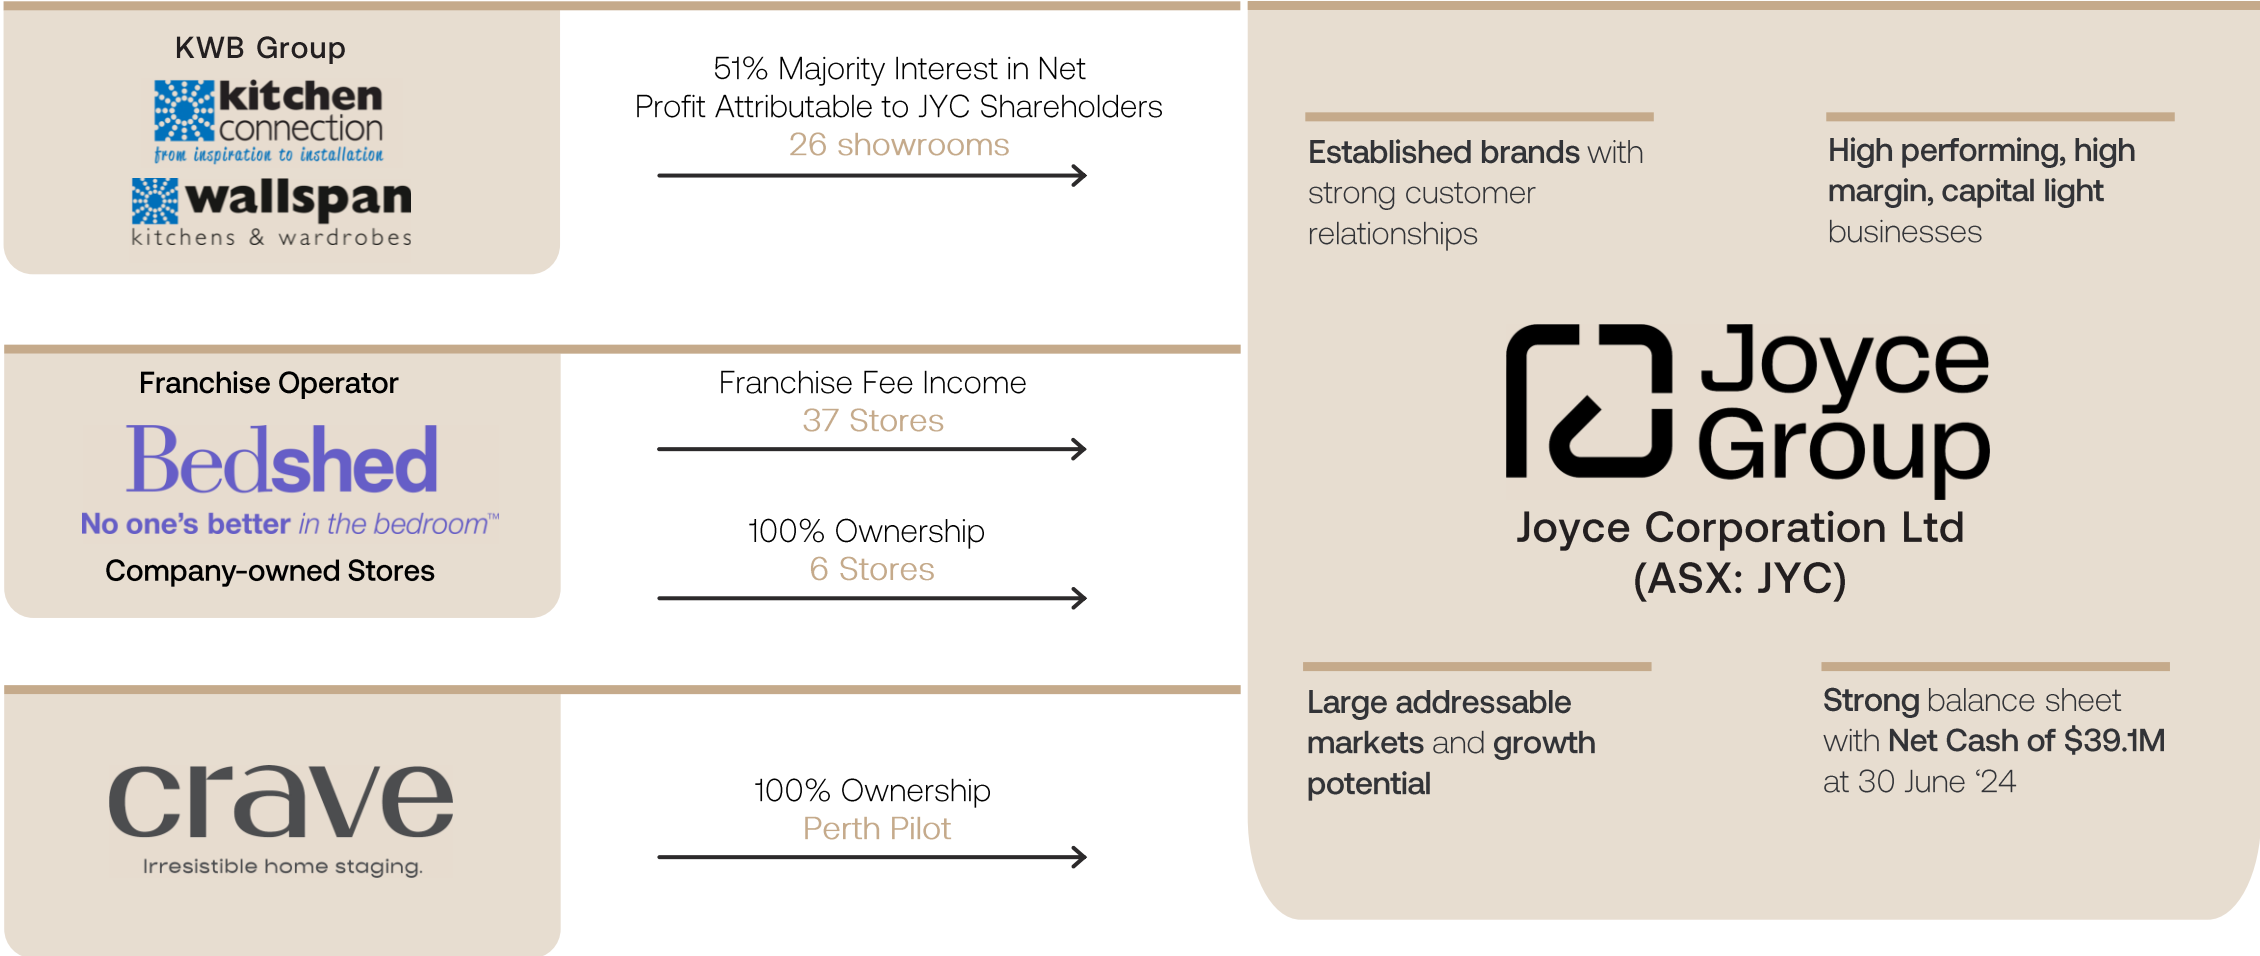 KWB Group
kitchen
connection
from inspiration to installation
wallspan
kitchens & wardrobes
51% Majority Interest in Net
Profit Attributable to JYC Shareholders
26 showrooms
Franchise Operator
Bedshed
No one's better in the bedroom™
Company-owned Stores
Franchise Fee Income
37 Stores
100% Ownership
6 Stores
crave
Irresistible home staging.
100% Ownership
Perth Pilot
Established brands with
strong customer
relationships
High performing, high
margin, capital light
businesses
Joyce
Group
Joyce Corporation Ltd
(ASX: JYC)
Large addressable
markets and growth
potential
Strong balance sheet
with Net Cash of $39.1M
at 30 June ‘24